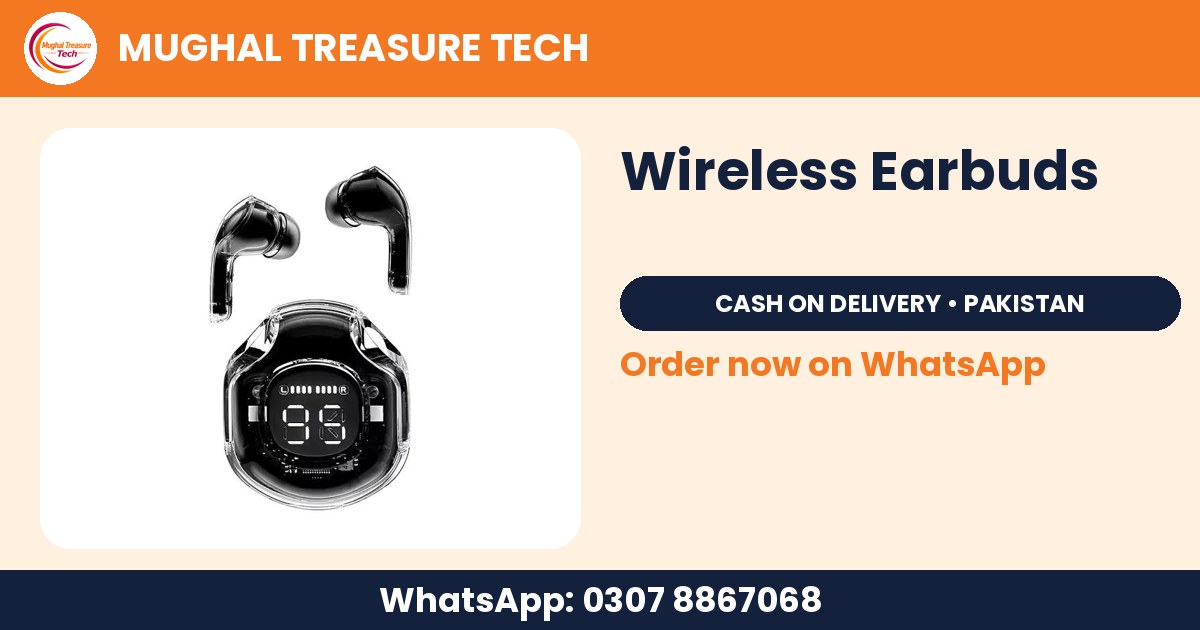 Mughal Treasure
Tech
MUGHAL TREASURE TECH
Wireless Earbuds
CASH ON DELIVERY • PAKISTAN
Order now on WhatsApp
L R
WhatsApp: 0307 8867068